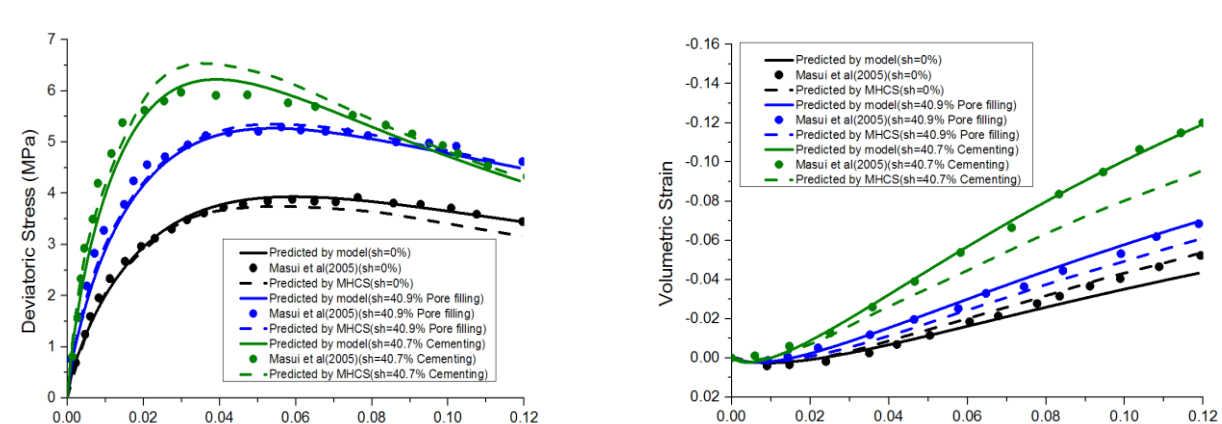 7
6
5
4
3
2
1
0
Deviatoric Stress (MPa)
Predicted by model(sh=0%)
Masui et al(2005)(sh=0%)
Predicted by MHCS(sh=0%)
Predicted by model(sh=40.9% Pore filling)
Masui et al(2005)(sh=40.9% Pore filling)
Predicted by MHCS(sh=40.9% Pore filling)
Predicted by model(sh=40.7% Cementing)
Masui et al(2005)(sh=40.7% Cementing)
Predicted by MHCS(sh=40.7% Cementing)
0.00 0.02 0.04 0.06 0.08 0.10 0.12
-0.16
-0.14
-0.12
-0.10
-0.08
-0.06
-0.04
-0.02
0.00
0.02
Volumetric Strain
Predicted by model(sh=0%)
Masui et al(2005)(sh=0%)
Predicted by MHCS(sh=0%)
Predicted by model(sh=40.9% Pore filling)
Masui et al(2005)(sh=40.9% Pore filling)
Predicted by MHCS(sh=40.9% Pore filling)
Predicted by model(sh=40.7% Cementing)
Masui et al(2005)(sh=40.7% Cementing)
Predicted by MHCS(sh=40.7% Cementing)
0.00 0.02 0.04 0.06 0.08 0.10 0.12